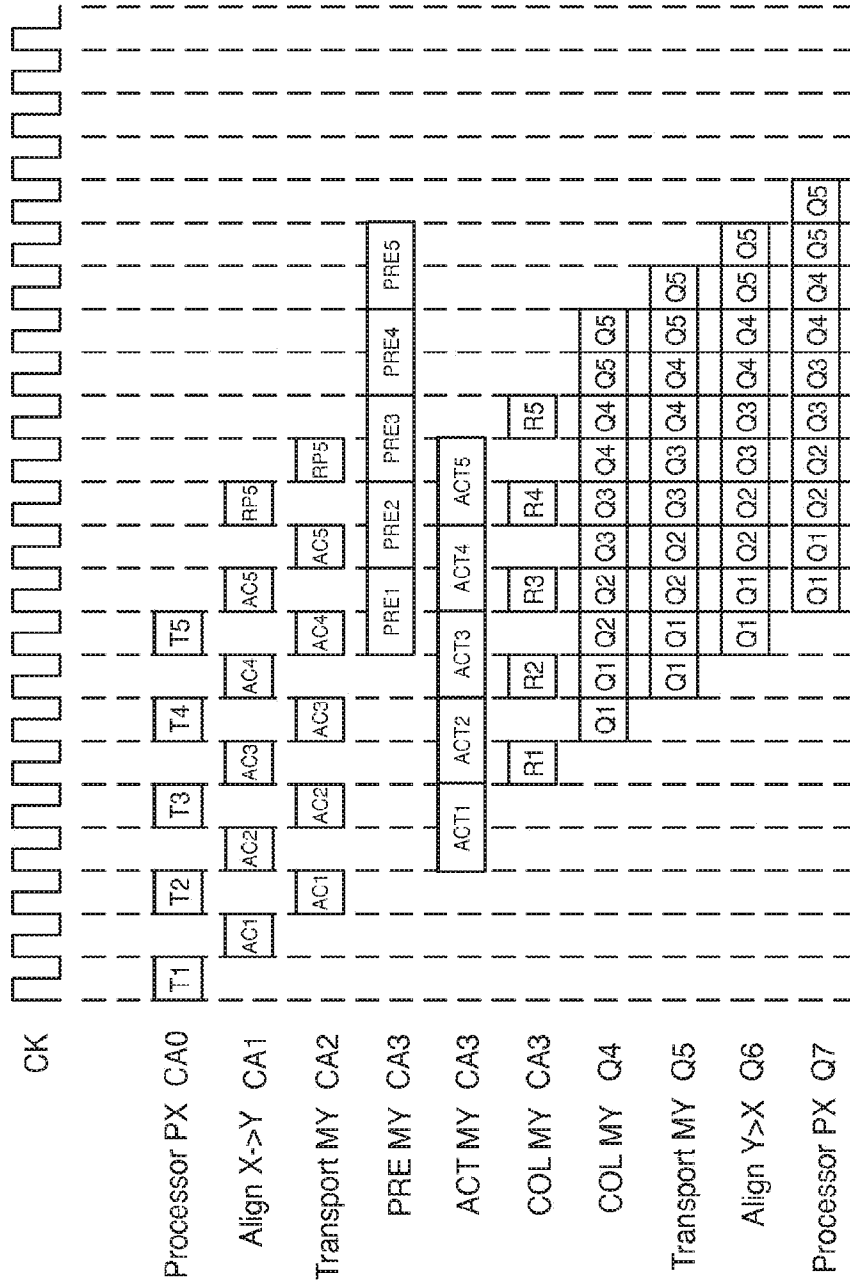 CK
Processor PX CA0 T1 T2 T3 T4 T5
Align X->Y CA1 AC1 AC2 AC3 AC4 AC5 RP5
Transport MY CA2 AC1 AC2 AC3 AC4 AC5 RP5
PRE MY CA3 PRE1 PRE2 PRE3 PRE4 PRE5
ACT MY CA3 ACT1 ACT2 ACT3 ACT4 ACT5
COL MY CA3 R1 R2 R3 R4 R5
COL MY Q4 Q1 Q1 Q2 Q2 Q3 Q3 Q4 Q4 Q5 Q5
Transport MY Q5 Q1 Q1 Q2 Q2 Q3 Q3 Q4 Q4 Q5 Q5
Align Y>X Q6 Q1 Q1 Q2 Q2 Q3 Q3 Q4 Q4 Q5 Q5
Processor PX Q7 Q1 Q1 Q2 Q2 Q3 Q3 Q4 Q4 Q5 Q5